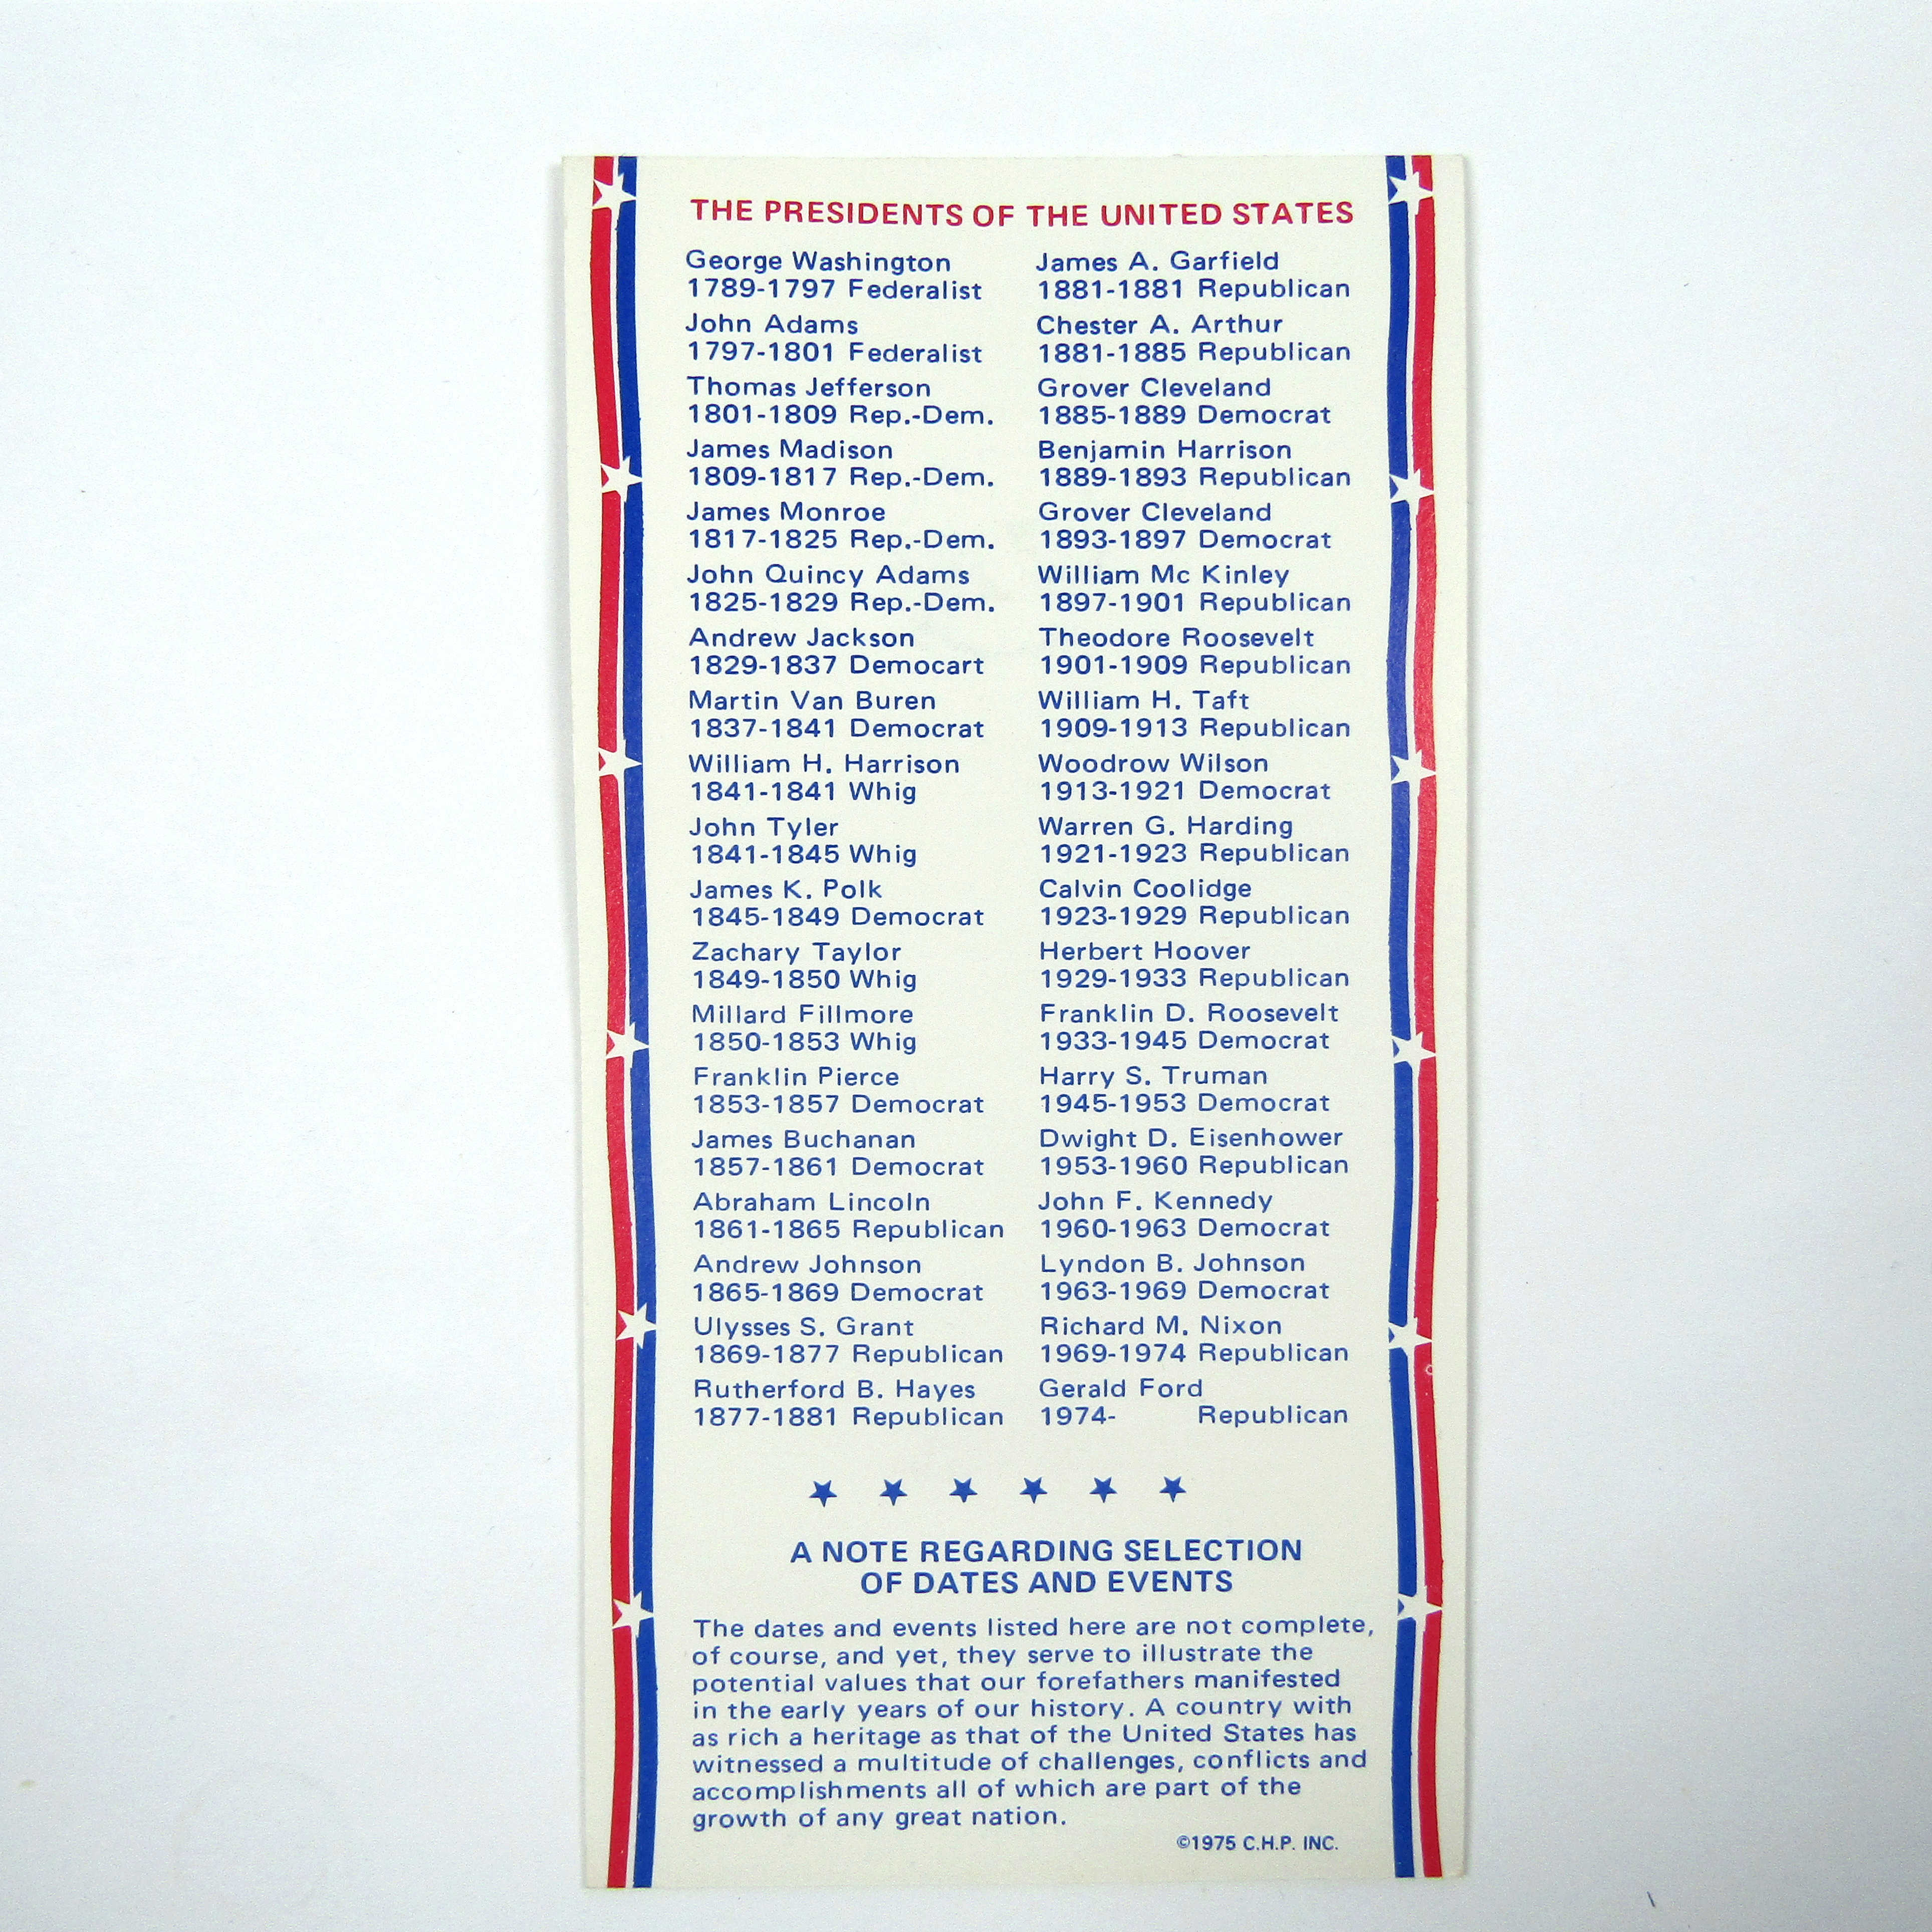 THE PRESIDENTS OF THE UNITED STATES
George Washington
1789-1797 Federalist
John Adams
1797-1801 Federalist
Thomas Jefferson
1801-1809 Rep.-Dem.
James Madison
1809-1817 Rep.-Dem.
James Monroe
1817-1825 Rep.-Dem.
John Quincy Adams
1825-1829 Rep.-Dem.
Andrew Jackson
1829-1837 Democart
Martin Van Buren
1837-1841 Democrat
William H. Harrison
1841-1841 Whig
John Tyler
1841-1845 Whig
James K. Polk
1845-1849 Democrat
Zachary Taylor
1849-1850 Whig
Millard Fillmore
1850-1853 Whig
Franklin Pierce
1853-1857 Democrat
James Buchanan
1857-1861 Democrat
Abraham Lincoln
1861-1865 Republican
Andrew Johnson
1865-1869 Democrat
Ulysses S. Grant
1869-1877 Republican
Rutherford B. Hayes
1877-1881 Republican
James A. Garfield
1881-1881 Republican
Chester A. Arthur
1881-1885 Republican
Grover Cleveland
1885-1889 Democrat
Benjamin Harrison
1889-1893 Republican
Grover Cleveland
1893-1897 Democrat
William Mc Kinley
1897-1901 Republican
Theodore Roosevelt
1901-1909 Republican
William H. Taft
1909-1913 Republican
Woodrow Wilson
1913-1921 Democrat
Warren G. Harding
1921-1923 Republican
Calvin Coolidge
1923-1929 Republican
Herbert Hoover
1929-1933 Republican
Franklin D. Roosevelt
1933-1945 Democrat
Harry S. Truman
1945-1953 Democrat
Dwight D. Eisenhower
1953-1960 Republican
John F. Kennedy
1960-1963 Democrat
Lyndon B. Johnson
1963-1969 Democrat
Richard M. Nixon
1969-1974 Republican
Gerald Ford
1974- Republican
A NOTE REGARDING SELECTION
OF DATES AND EVENTS
The dates and events listed here are not complete,
of course, and yet, they serve to illustrate the
potential values that our forefathers manifested
in the early years of our history. A country with
as rich a heritage as that of the United States has
witnessed a multitude of challenges, conflicts and
accomplishments all of which are part of the
growth of any great nation.
©1975 C.H.P. INC.